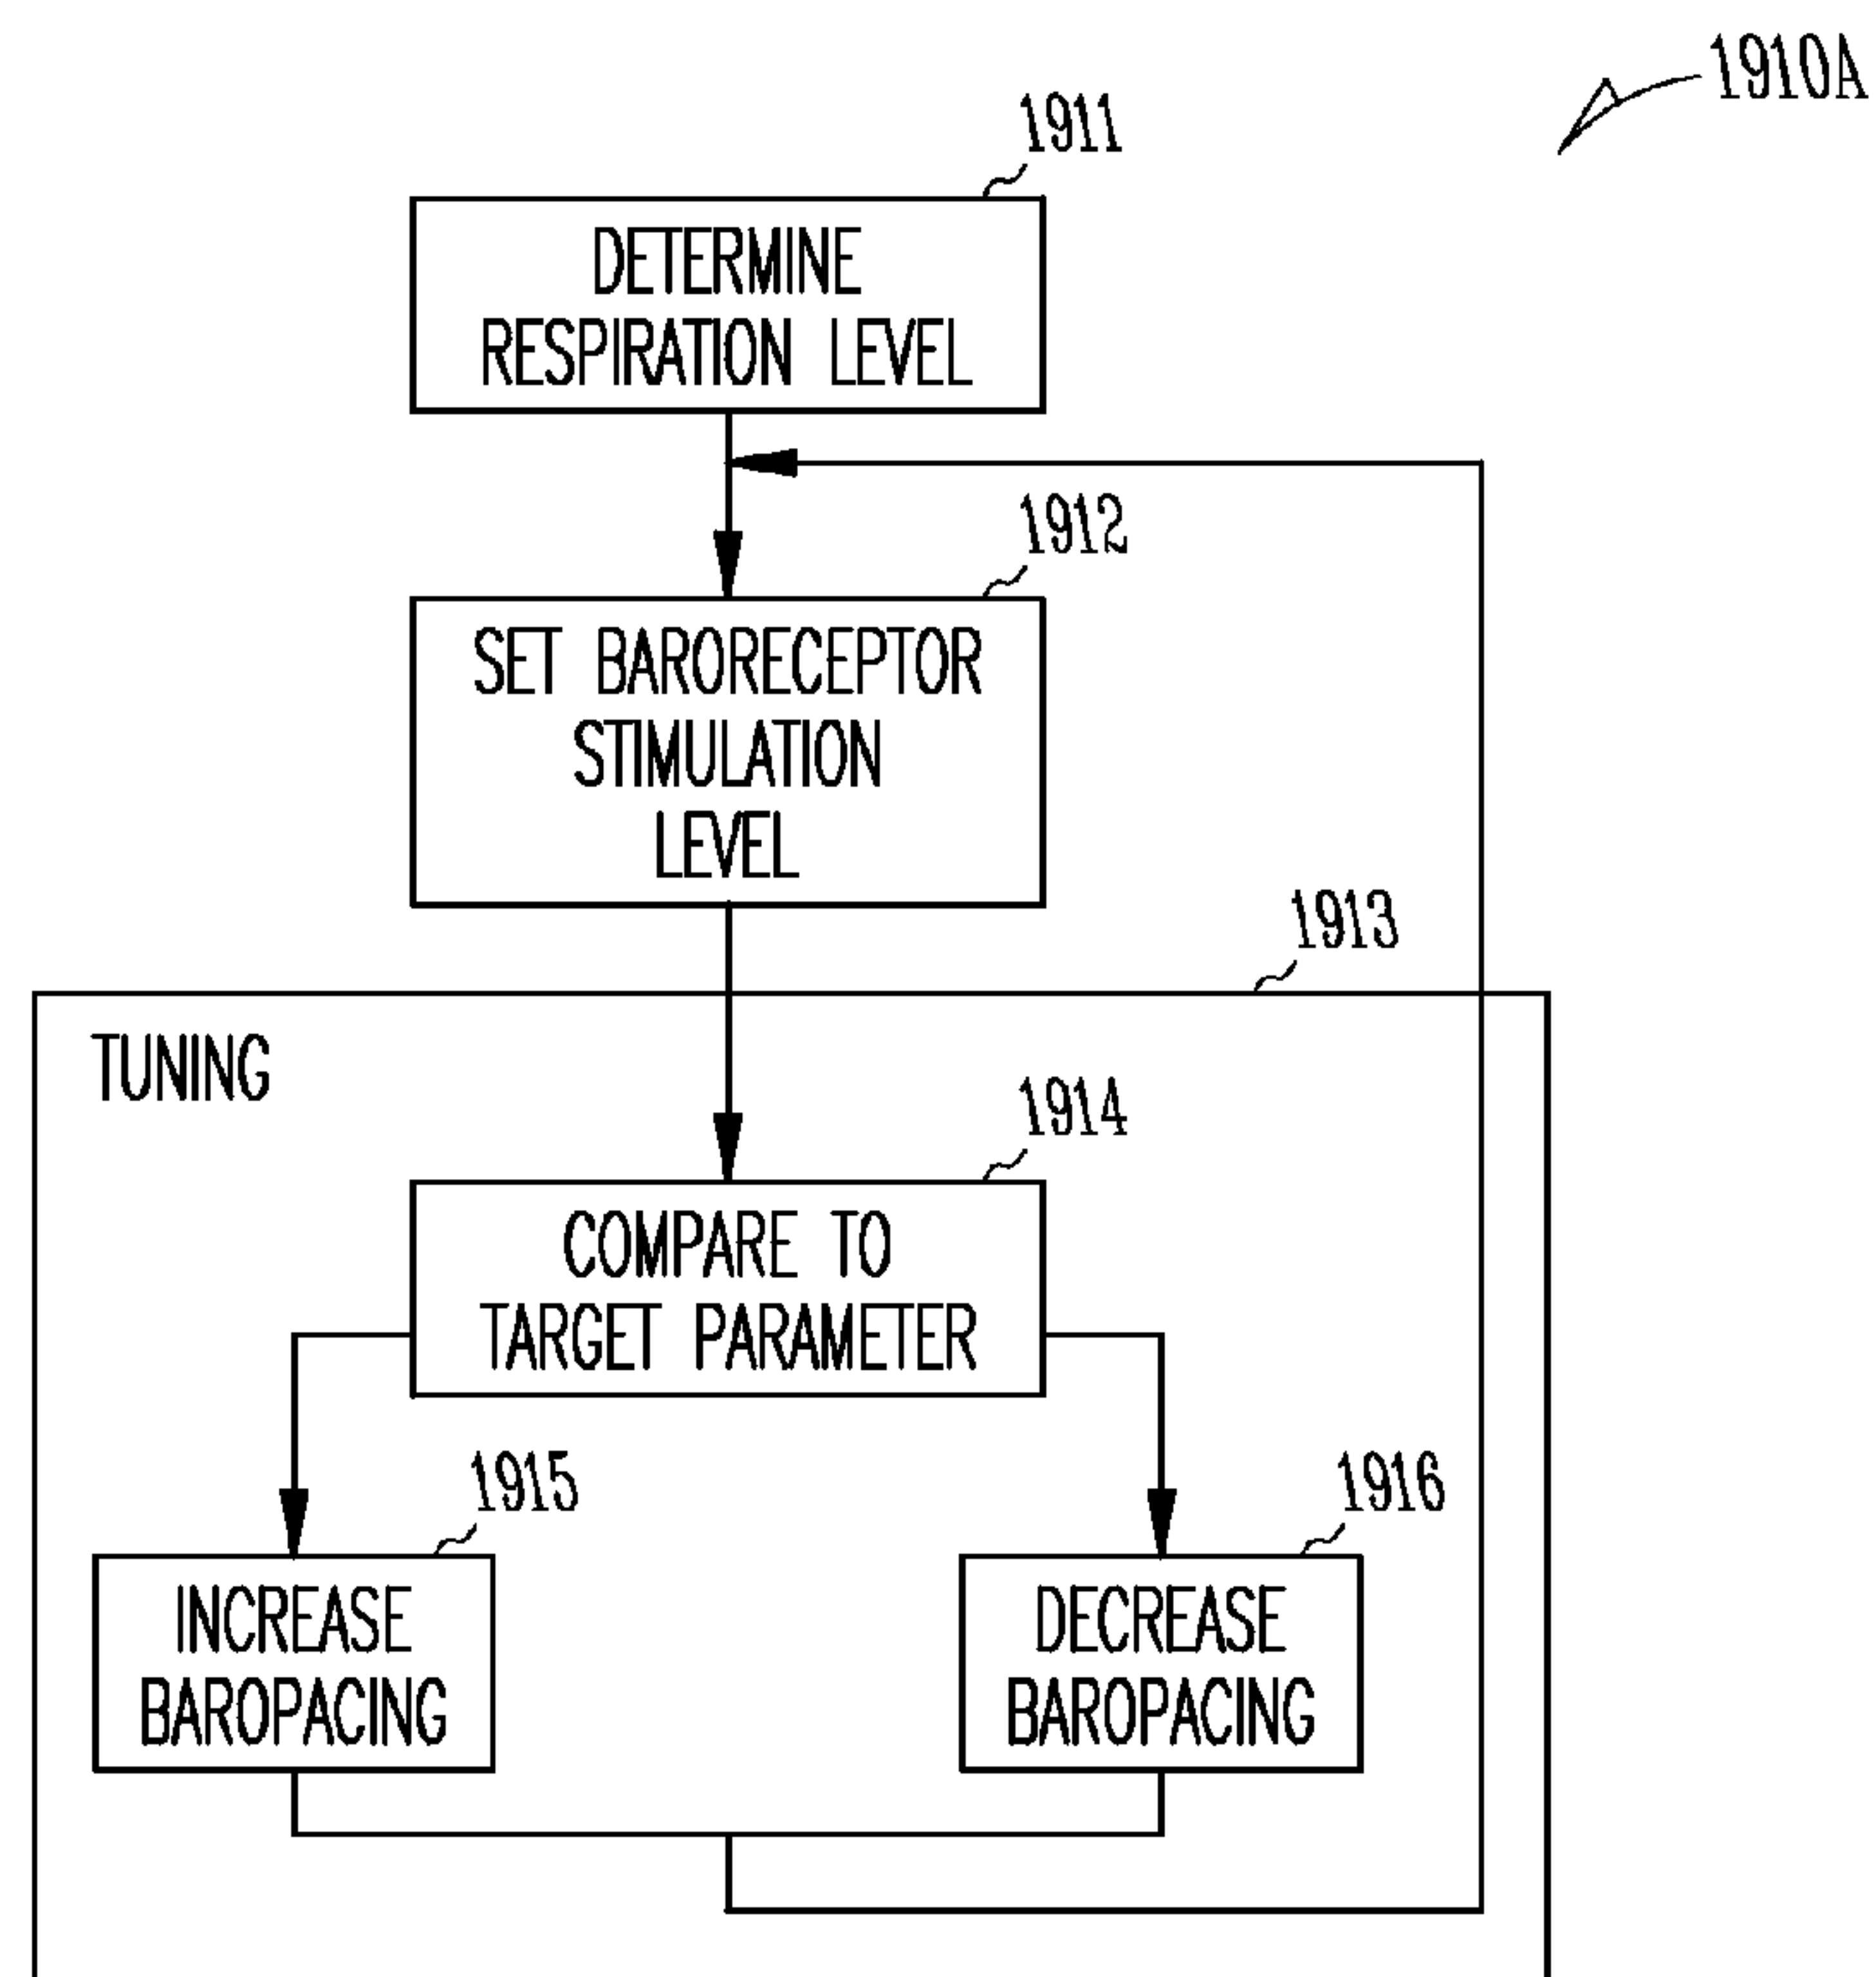 1910A
1911
DETERMINE
RESPIRATION LEVEL
1912
SET BARORECEPTOR
STIMULATION
LEVEL
1913
TUNING
1914
COMPARE TO
TARGET PARAMETER
1915
INCREASE
BAROPACING
1916
DECREASE
BAROPACING